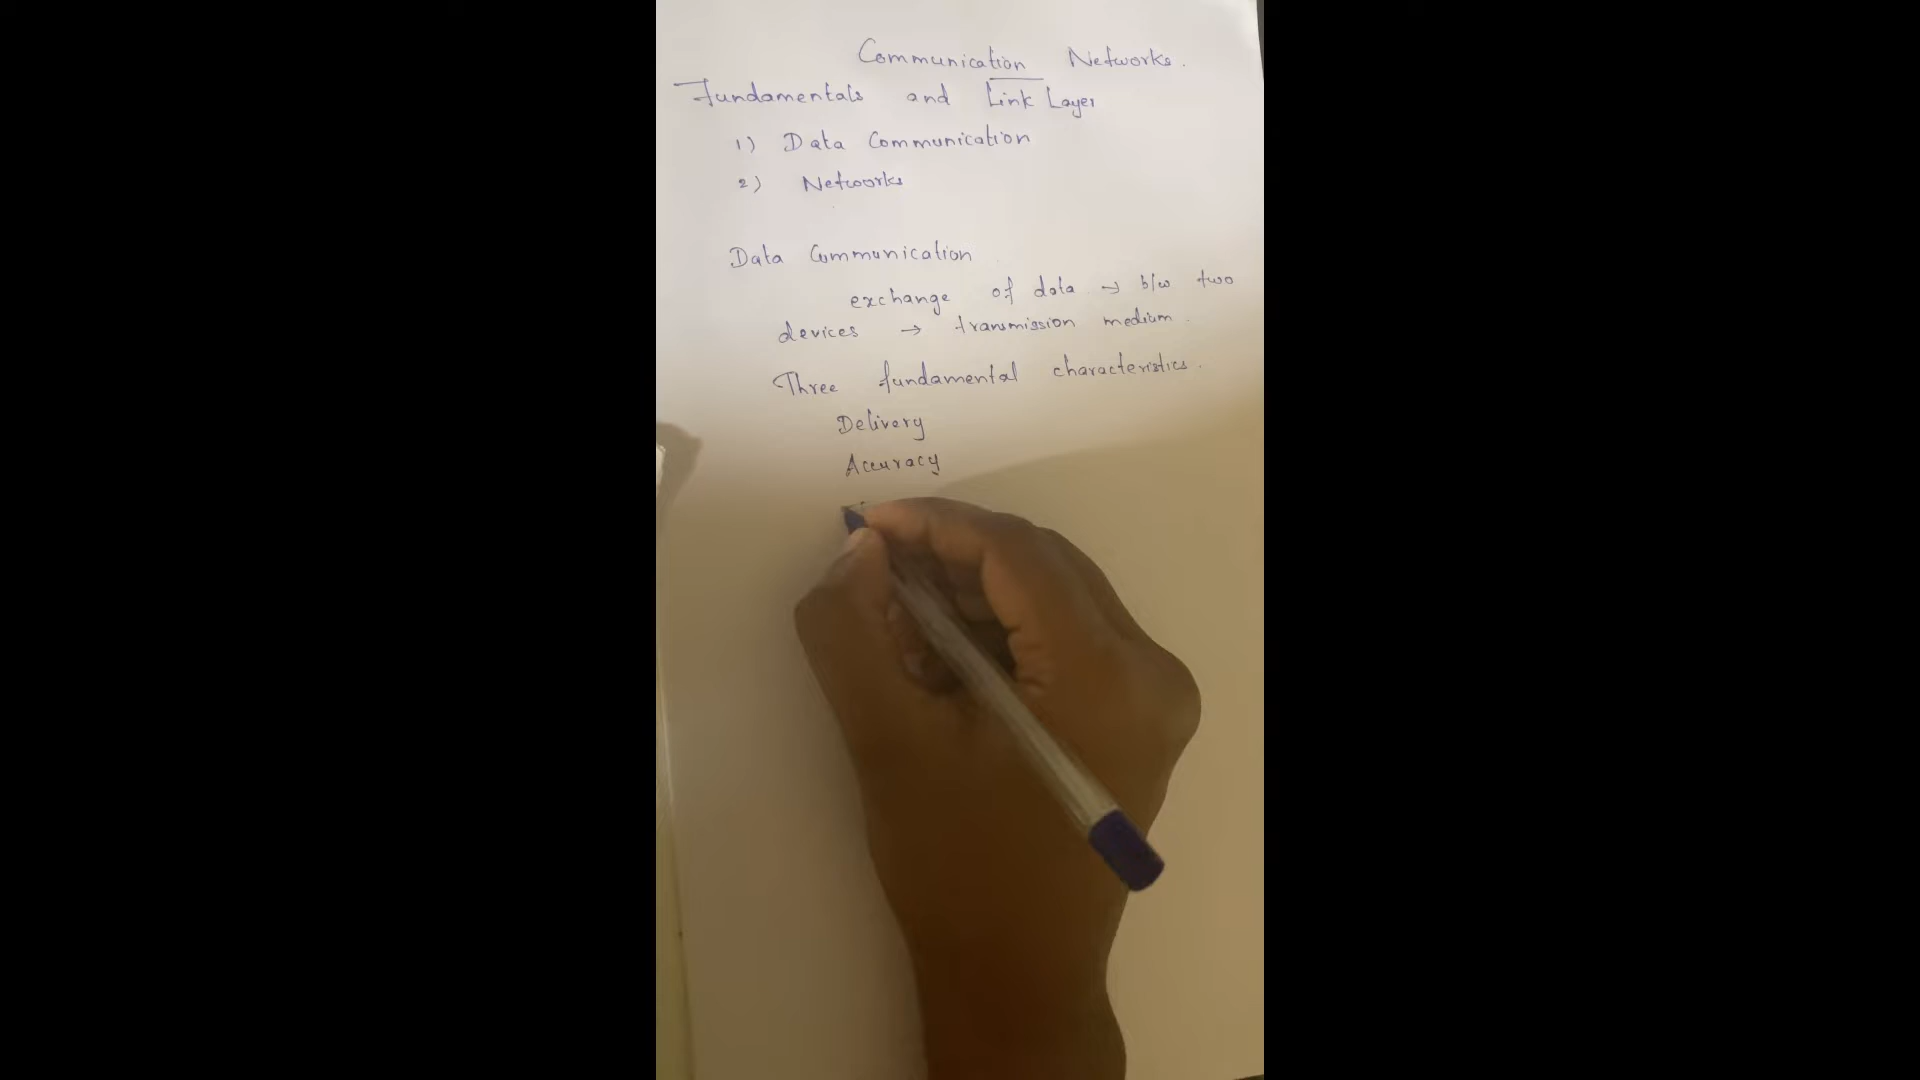 Communication Networks.
Fundamentals and Link Layer
1) Data Communication
2) Networks
Data Communication
exchange of data → b/w two
devices → transmission medium.
Three fundamental characteristics.
Delivery
Accuracy